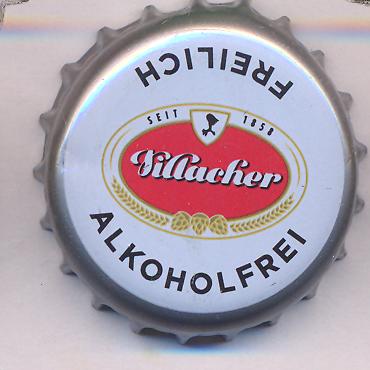 FREILICH
SEIT 1858
Villacher
ALKOHOLFREI